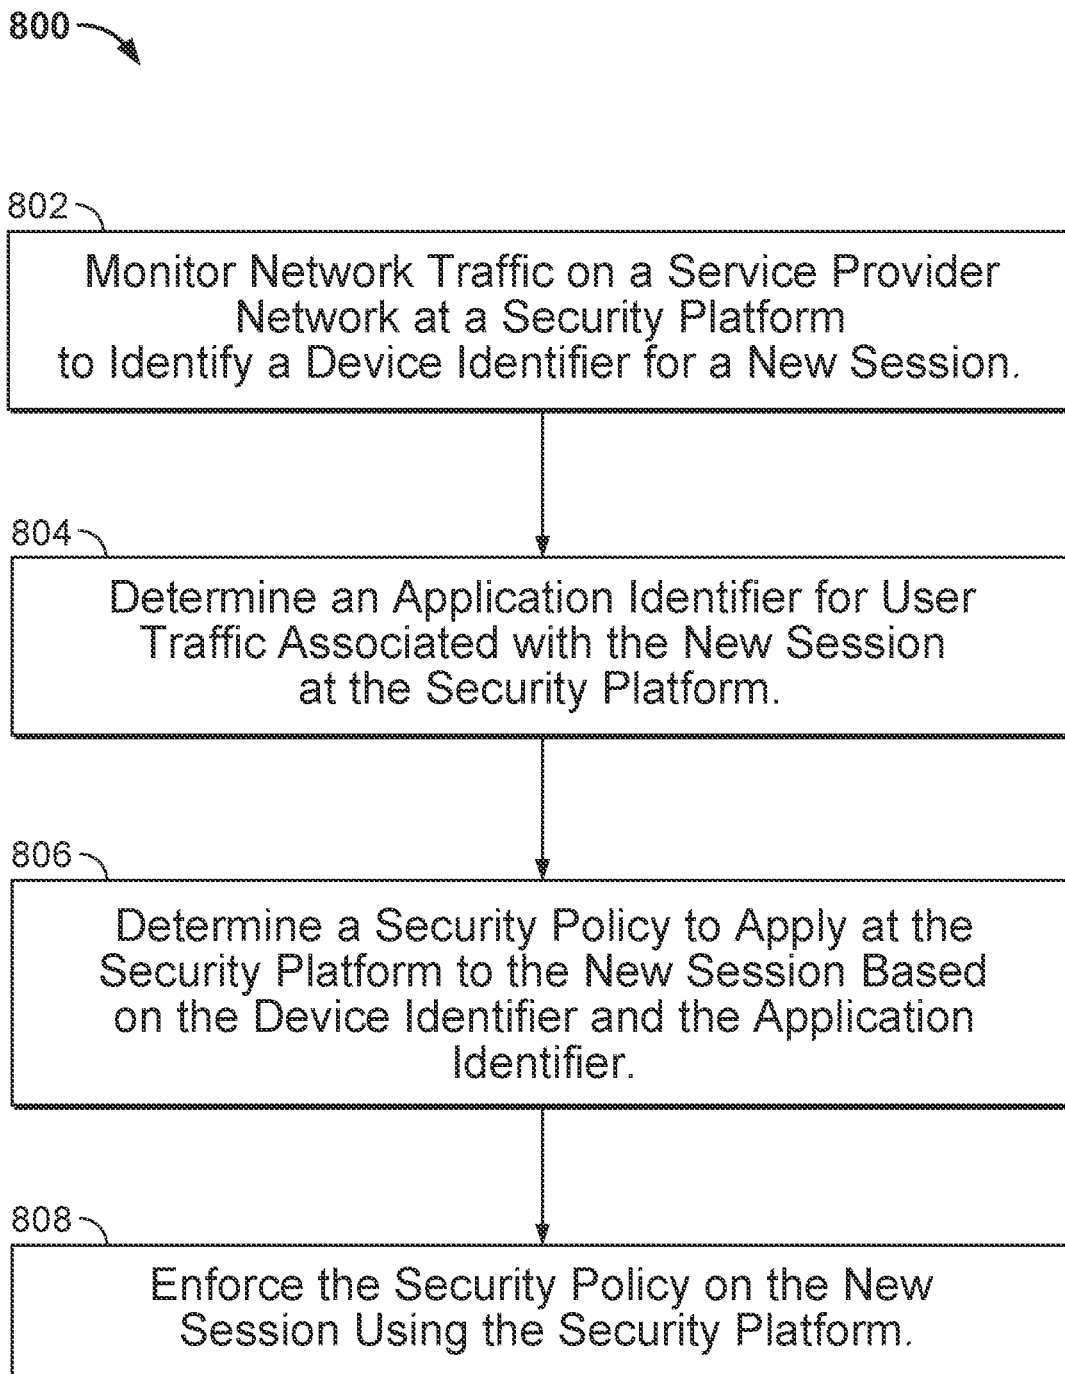 800
802
Monitor Network Traffic on a Service Provider
Network at a Security Platform
to Identify a Device Identifier for a New Session.
804
Determine an Application Identifier for User
Traffic Associated with the New Session
at the Security Platform.
806
Determine a Security Policy to Apply at the
Security Platform to the New Session Based
on the Device Identifier and the Application
Identifier.
808
Enforce the Security Policy on the New
Session Using the Security Platform.